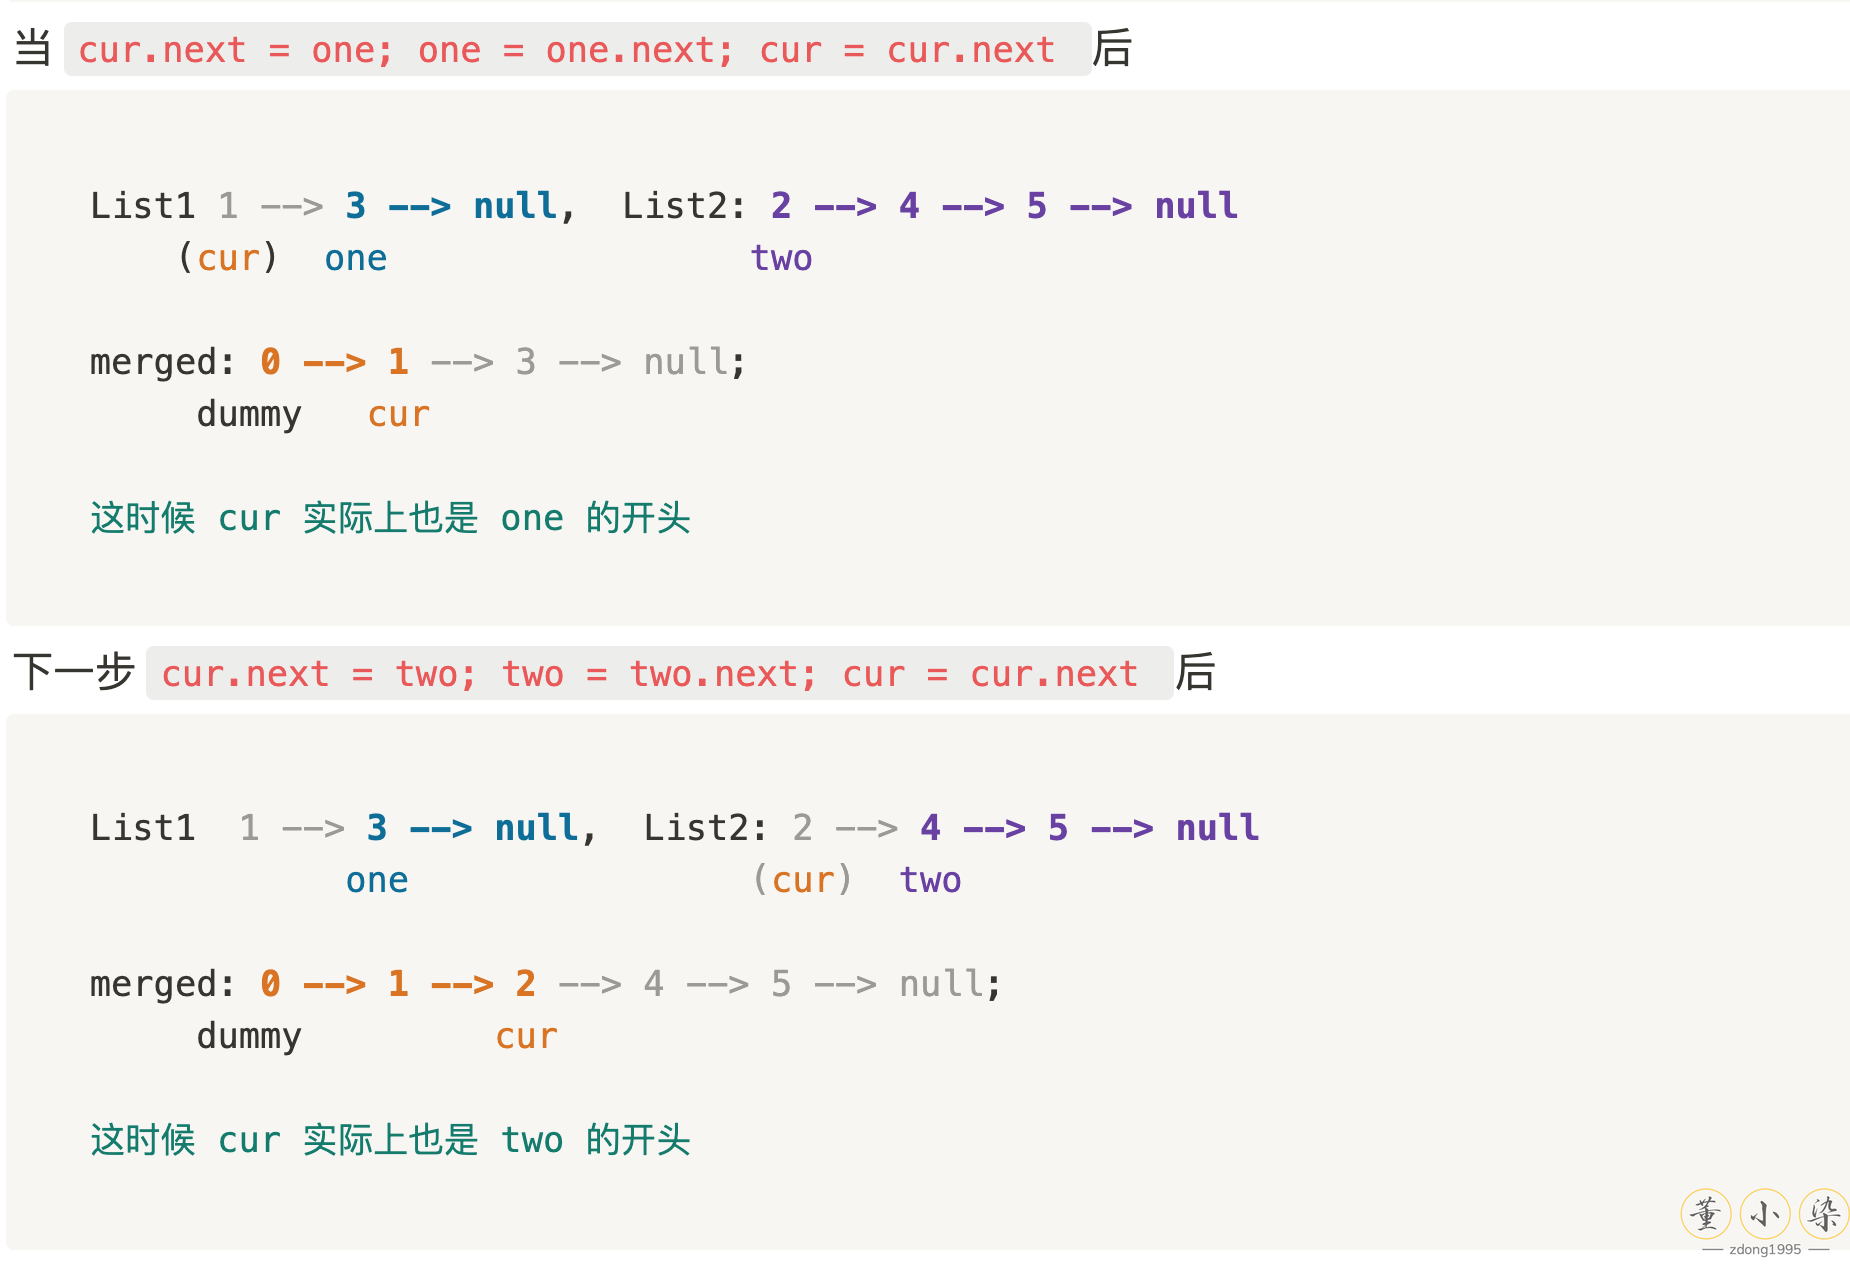 当 cur.next = one; one = one.next; cur = cur.next 后
List1 1 --> 3 --> null, List2: 2 --> 4 --> 5 --> null
(cur) one two
merged: 0 --> 1 --> 3 --> null;
dummy cur
这时候 cur 实际上也是 one 的开头
下一步 cur.next = two; two = two.next; cur = cur.next 后
List1 1 --> 3 --> null, List2: 2 --> 4 --> 5 --> null
one (cur) two
merged: 0 --> 1 --> 2 --> 4 --> 5 --> null;
dummy cur
这时候 cur 实际上也是 two 的开头
董小染
zdong1995